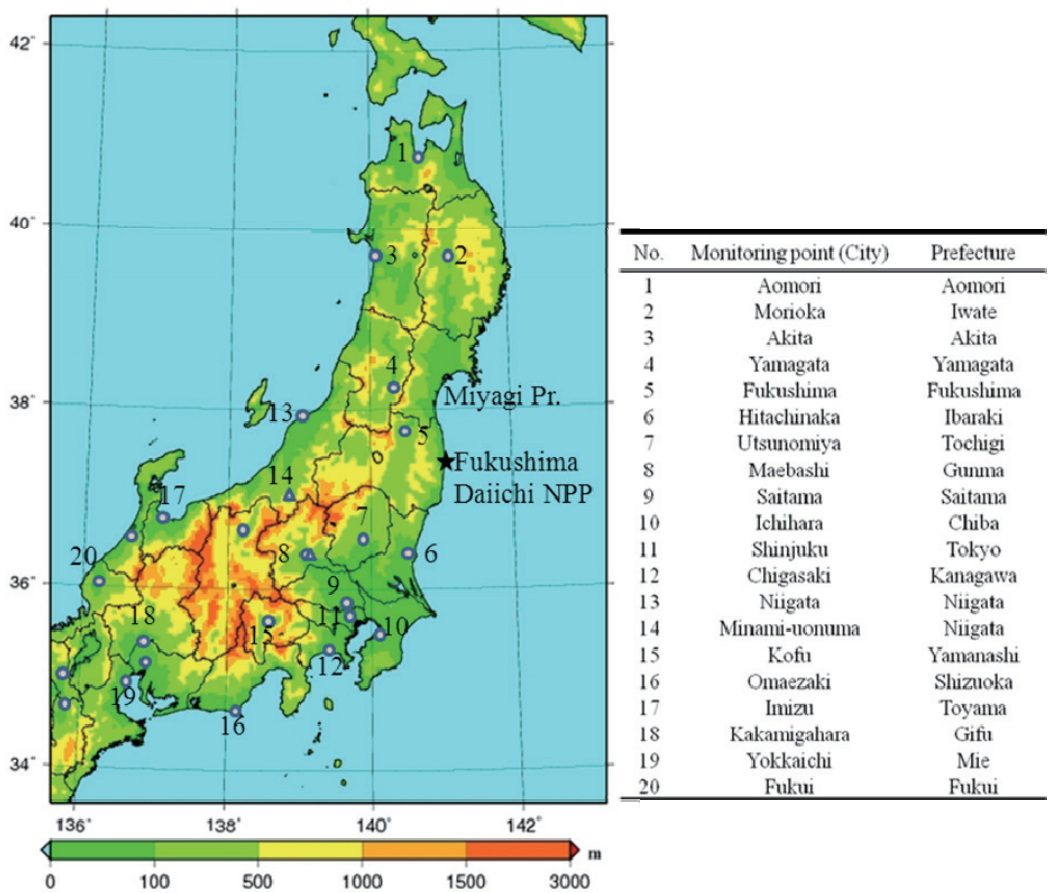 42°
40°
38°
36°
34°
136°
138°
140°
142°
1
3
2
4
Miyagi Pr.
13
5
Fukushima
Daiichi NPP
14
17
7
8
6
20
9
18
11
15
10
12
19
16
m
0
100
500
1000
1500
3000
No. Monitoring point (City) Prefecture
1 Aomori Aomori
2 Morioka Iwate
3 Akita Akita
4 Yamagata Yamagata
5 Fukushima Fukushima
6 Hitachinaka Ibaraki
7 Utsunomiya Tochigi
8 Maebashi Gunma
9 Saitama Saitama
10 Ichihara Chiba
11 Shinjuku Tokyo
12 Chigasaki Kanagawa
13 Niigata Niigata
14 Minami-uonuma Niigata
15 Kofu Yamanashi
16 Omaezaki Shizuoka
17 Imizu Toyama
18 Kakamigahara Gifu
19 Yokkaichi Mie
20 Fukui Fukui